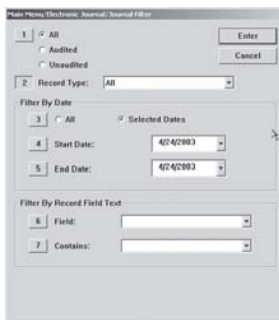 Main Menu/Electronic Journal/Journal Filter
1 All
Audited
Unaudited
Enter
Cancel
2 Record Type: All
Filter By Date
3 All Selected Dates
4 Start Date: 4/24/2003
5 End Date: 4/24/2003
Filter By Record Field Text
6 Field:
7 Contains: